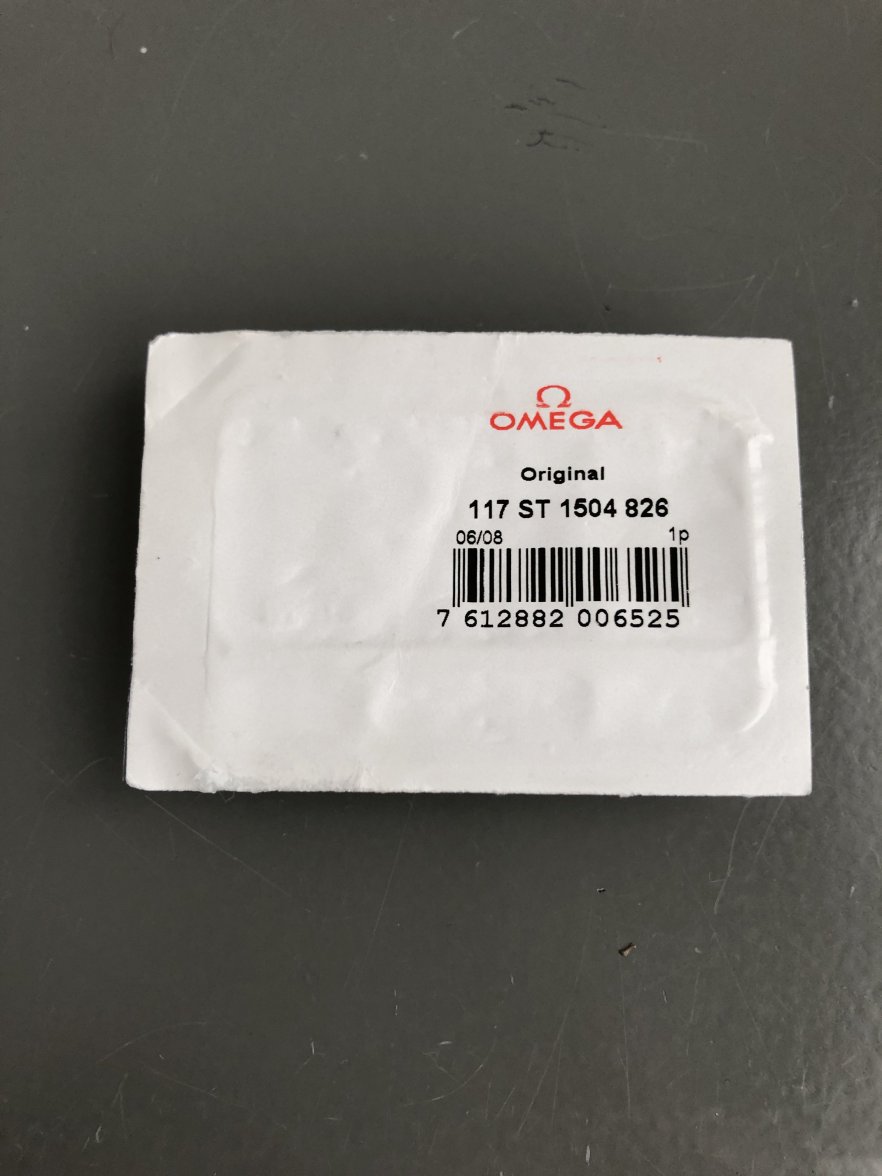 Ω
OMEGA
Original
117 ST 1504 826
06/08 1p
7 612882 006525